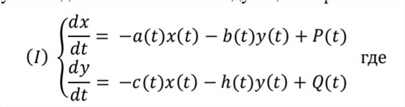 (I) { dx/dt = −a(t)x(t) − b(t)y(t) + P(t)
dy/dt = −c(t)x(t) − h(t)y(t) + Q(t) где